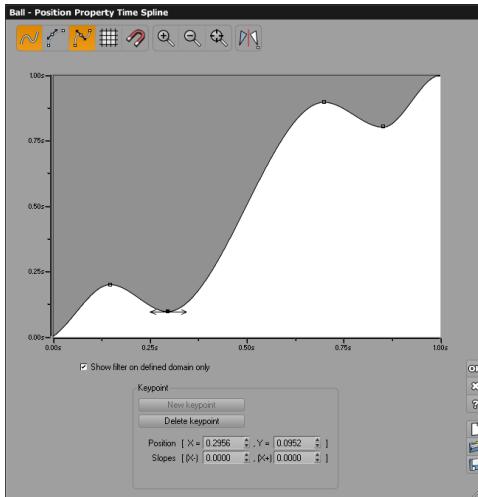 Ball - Position Property Time Spline
1.00s
0.75s
0.50s
0.25s
0.00s
0.00s 0.25s 0.50s 0.75s 1.00s
Show filter on defined domain only
Keypoint
New keypoint
Delete keypoint
Position [ X = 0.2956 , Y = 0.0952 ]
Slopes [ (X-) 0.0000 , (X+) 0.0000 ]
?